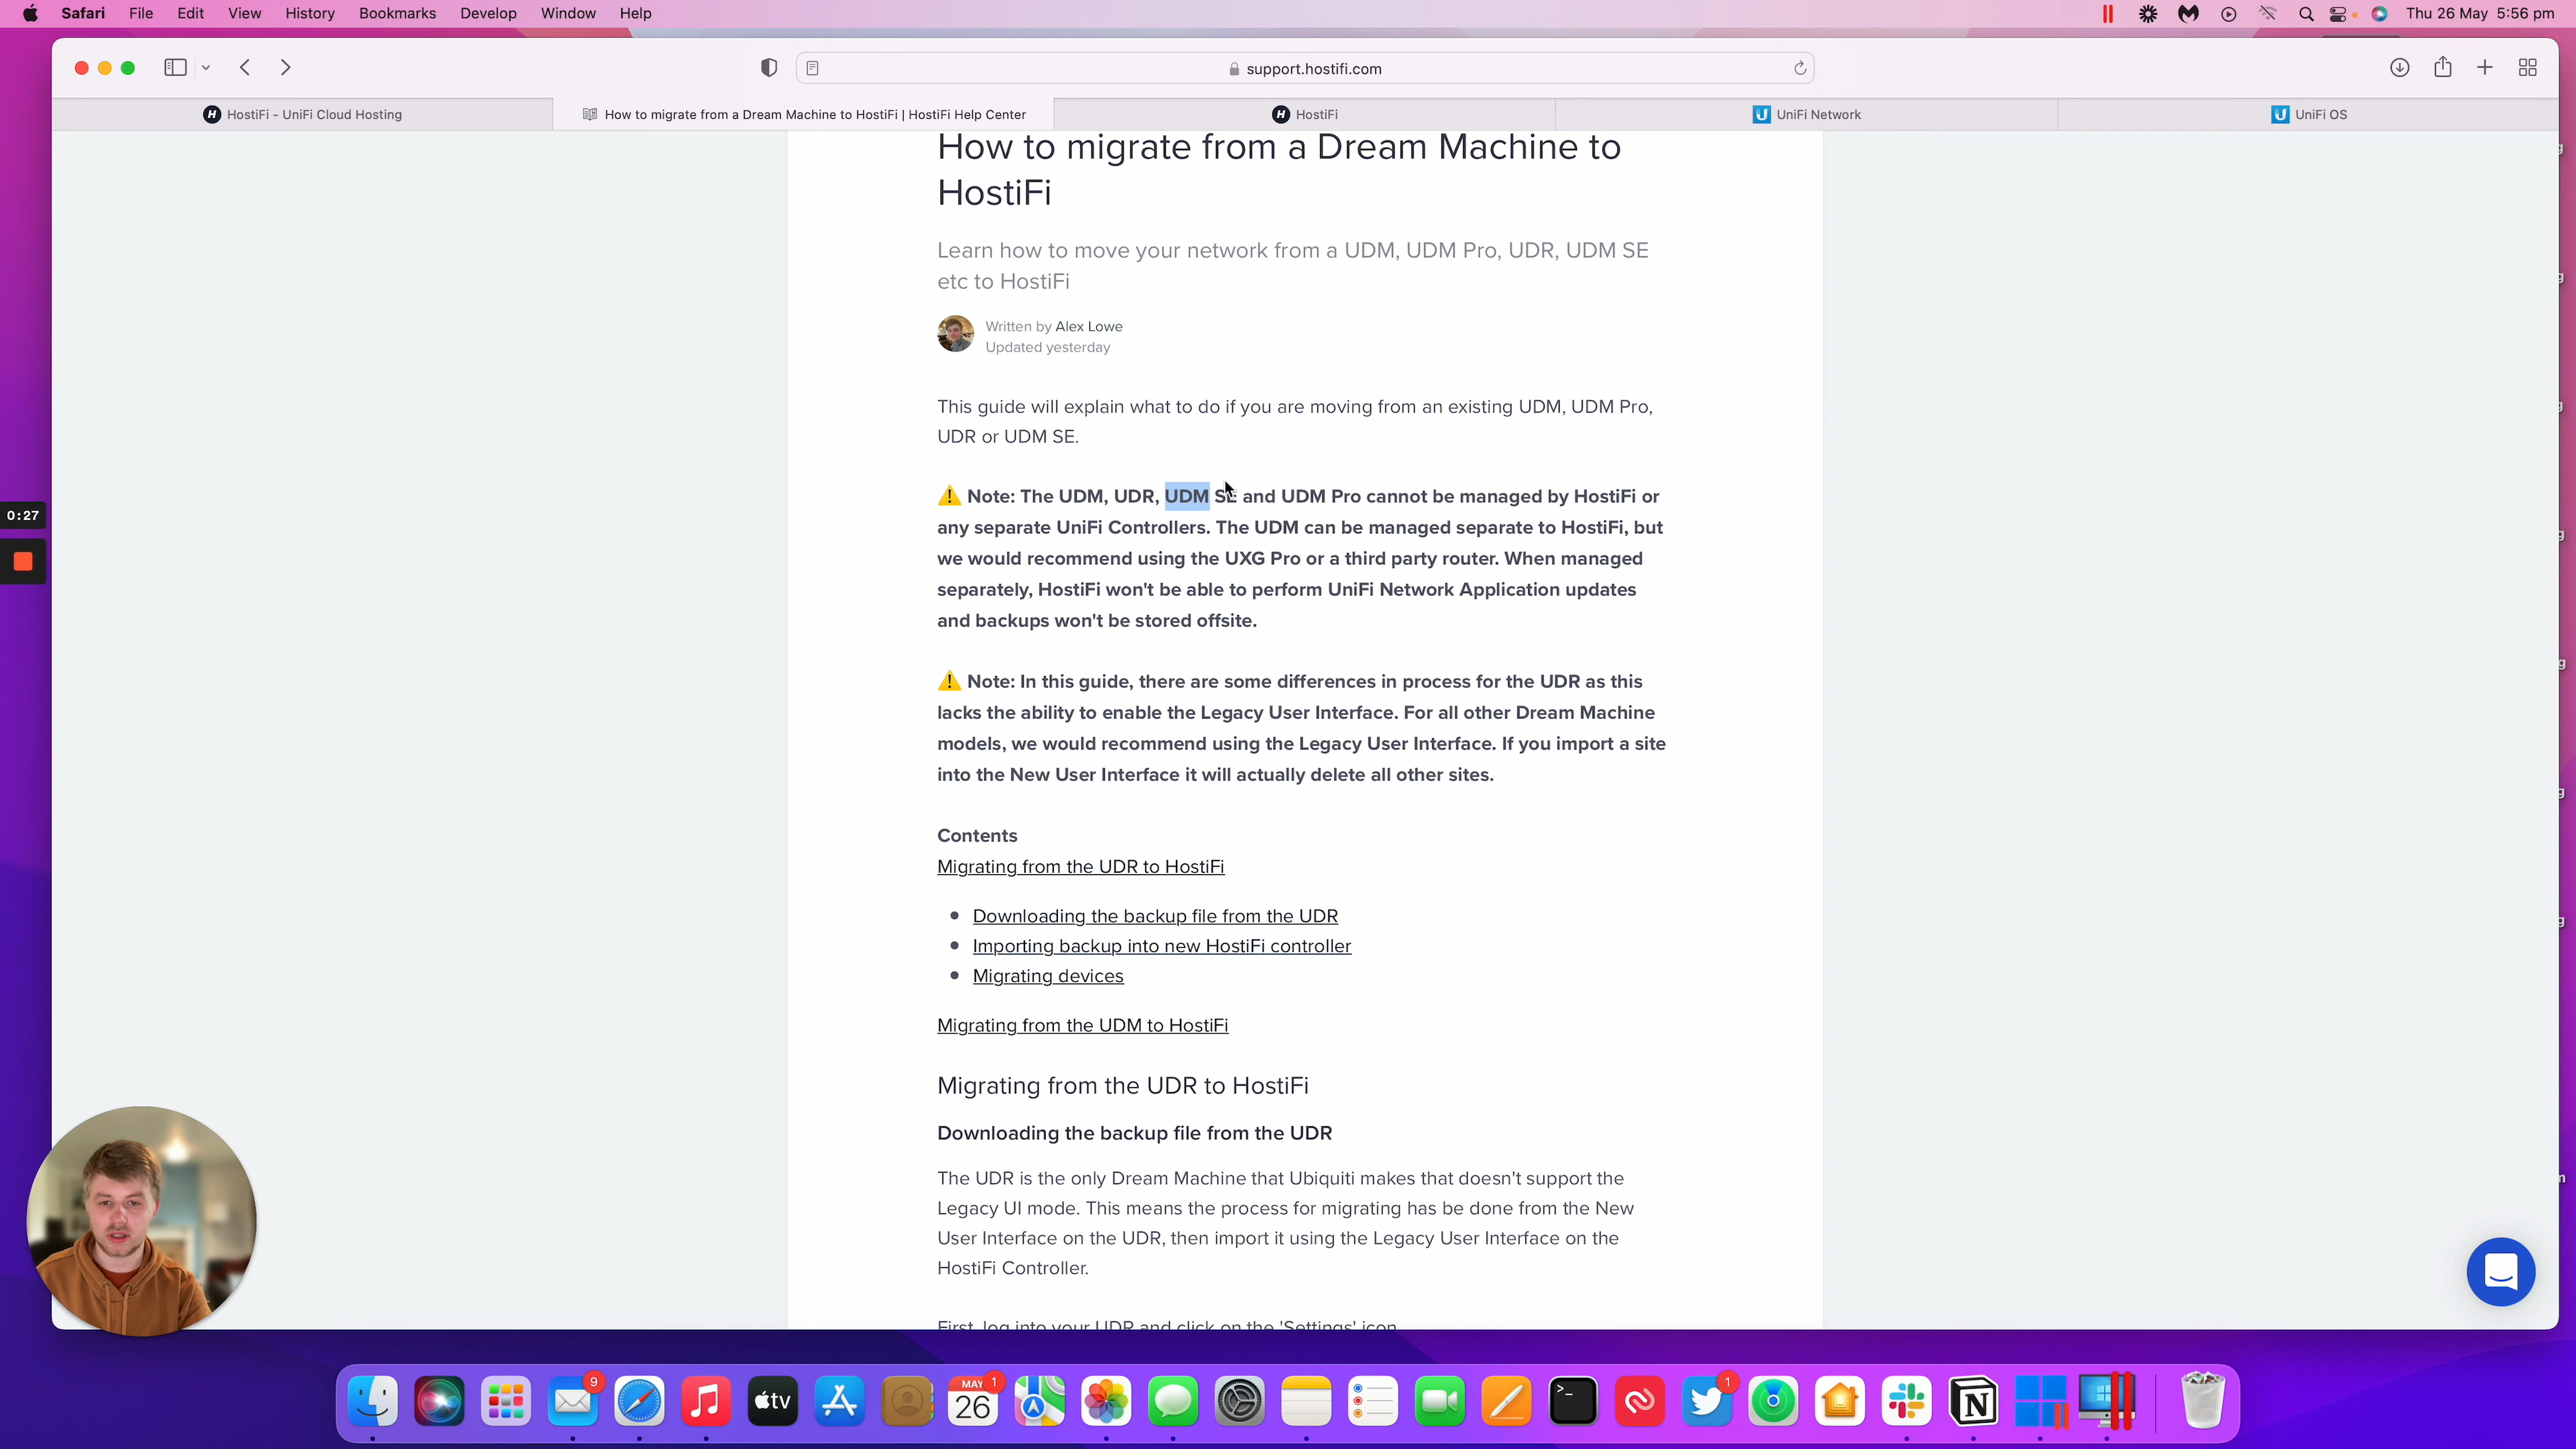 Safari File Edit View History Bookmarks Develop Window Help
Thu 26 May 5:56 pm
support.hostifi.com
HostiFi - UniFi Cloud Hosting
How to migrate from a Dream Machine to HostiFi | HostiFi Help Center
HostiFi
UniFi Network
UniFi OS
How to migrate from a Dream Machine to
HostiFi
Learn how to move your network from a UDM, UDM Pro, UDR, UDM SE
etc to HostiFi
Written by Alex Lowe
Updated yesterday
This guide will explain what to do if you are moving from an existing UDM, UDM Pro,
UDR or UDM SE.
⚠️ Note: The UDM, UDR, UDM SE and UDM Pro cannot be managed by HostiFi or
any separate UniFi Controllers. The UDM can be managed separate to HostiFi, but
we would recommend using the UXG Pro or a third party router. When managed
separately, HostiFi won't be able to perform UniFi Network Application updates
and backups won't be stored offsite.
⚠️ Note: In this guide, there are some differences in process for the UDR as this
lacks the ability to enable the Legacy User Interface. For all other Dream Machine
models, we would recommend using the Legacy User Interface. If you import a site
into the New User Interface it will actually delete all other sites.
Contents
Migrating from the UDR to HostiFi
• Downloading the backup file from the UDR
• Importing backup into new HostiFi controller
• Migrating devices
Migrating from the UDM to HostiFi
Migrating from the UDR to HostiFi
Downloading the backup file from the UDR
The UDR is the only Dream Machine that Ubiquiti makes that doesn't support the
Legacy UI mode. This means the process for migrating has be done from the New
User Interface on the UDR, then import it using the Legacy User Interface on the
HostiFi Controller.
First, log into your UDR and click on the 'Settings' icon
0:27
9
tv
MAY
26
1
>_
1